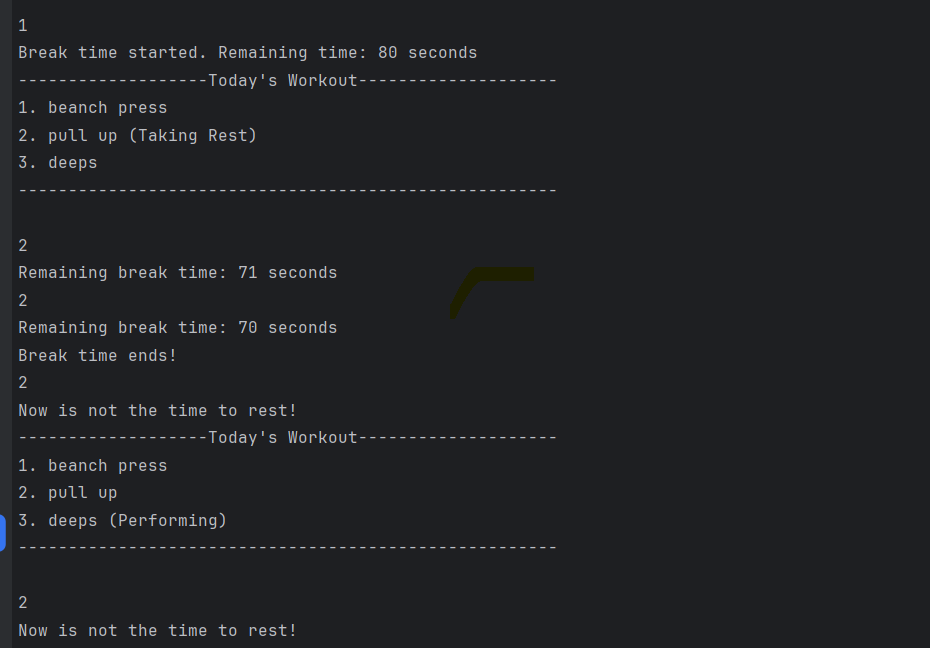 1
Break time started. Remaining time: 80 seconds
-------------------Today's Workout--------------------
1. beanch press
2. pull up (Taking Rest)
3. deeps
------------------------------------------------------
2
Remaining break time: 71 seconds
2
Remaining break time: 70 seconds
Break time ends!
2
Now is not the time to rest!
-------------------Today's Workout--------------------
1. beanch press
2. pull up
3. deeps (Performing)
------------------------------------------------------
2
Now is not the time to rest!